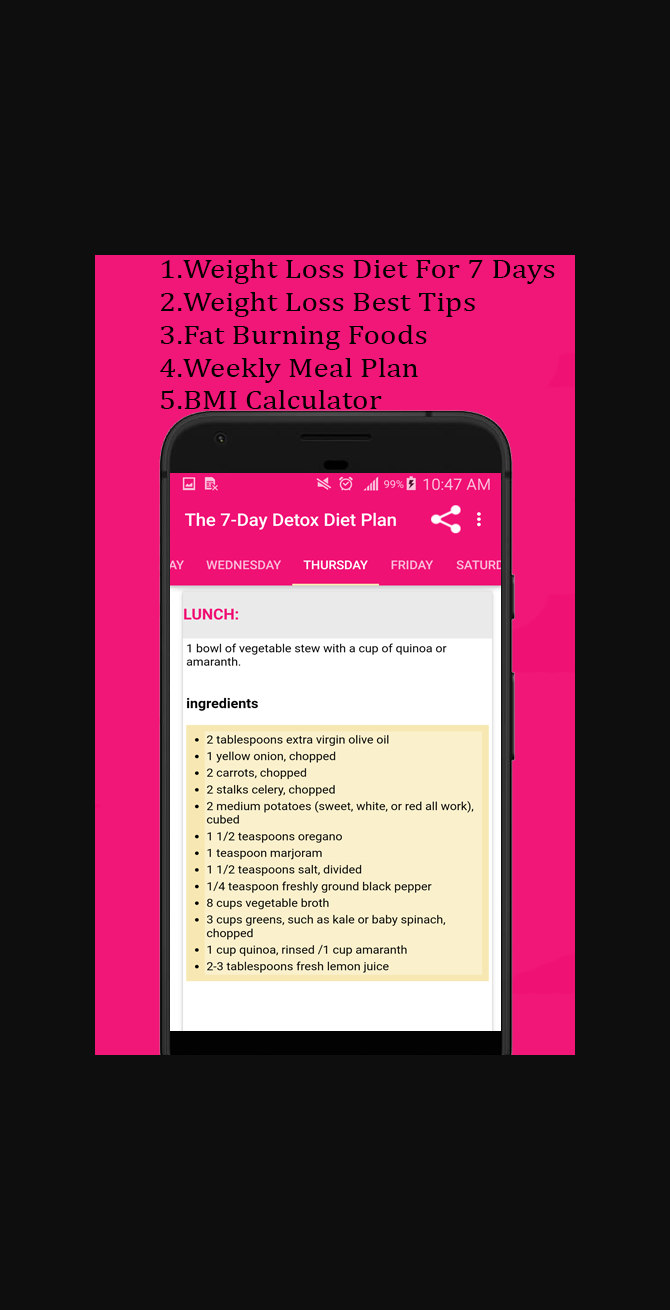 1.Weight Loss Diet For 7 Days
2.Weight Loss Best Tips
3.Fat Burning Foods
4.Weekly Meal Plan
5.BMI Calculator
99% 10:47 AM
The 7-Day Detox Diet Plan
AY WEDNESDAY THURSDAY FRIDAY SATURD
LUNCH:
1 bowl of vegetable stew with a cup of quinoa or
amaranth.
ingredients
• 2 tablespoons extra virgin olive oil
• 1 yellow onion, chopped
• 2 carrots, chopped
• 2 stalks celery, chopped
• 2 medium potatoes (sweet, white, or red all work),
cubed
• 1 1/2 teaspoons oregano
• 1 teaspoon marjoram
• 1 1/2 teaspoons salt, divided
• 1/4 teaspoon freshly ground black pepper
• 8 cups vegetable broth
• 3 cups greens, such as kale or baby spinach,
chopped
• 1 cup quinoa, rinsed /1 cup amaranth
• 2-3 tablespoons fresh lemon juice